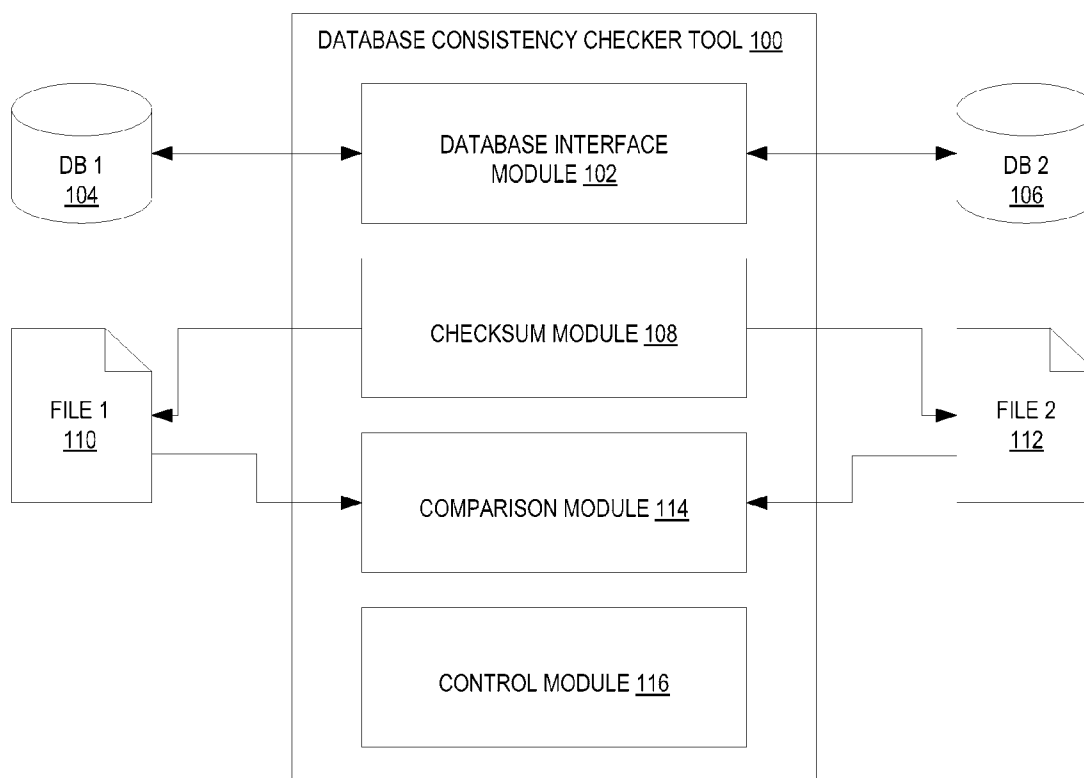 DATABASE CONSISTENCY CHECKER TOOL 100
DB 1
104
DATABASE INTERFACE
MODULE 102
DB 2
106
CHECKSUM MODULE 108
FILE 1
110
FILE 2
112
COMPARISON MODULE 114
CONTROL MODULE 116